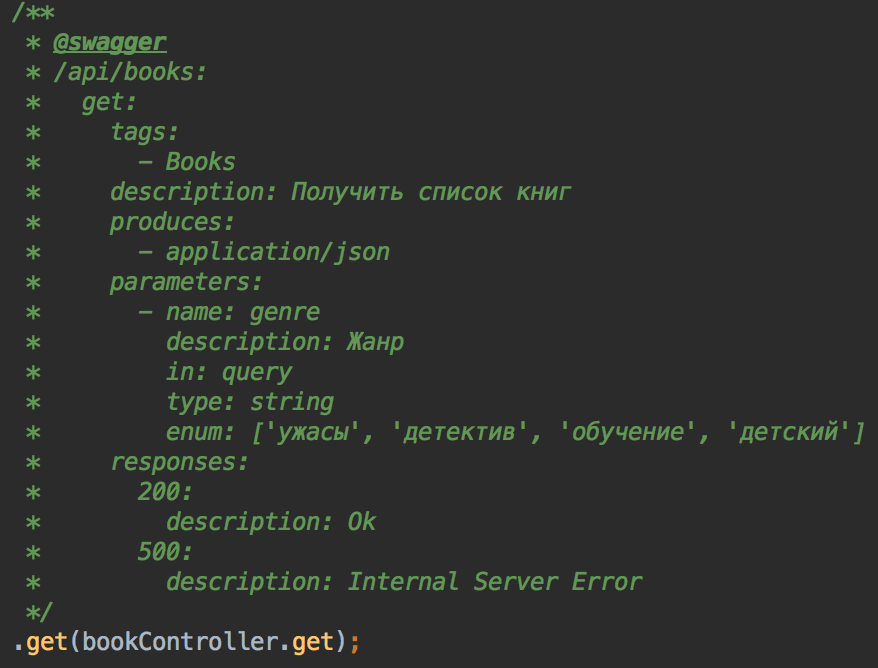 /**
 * @swagger
 * /api/books:
 *   get:
 *     tags:
 *       - Books
 *     description: Получить список книг
 *     produces:
 *       - application/json
 *     parameters:
 *       - name: genre
 *         description: Жанр
 *         in: query
 *         type: string
 *         enum: ['ужасы', 'детектив', 'обучение', 'детский']
 *     responses:
 *       200:
 *         description: Ok
 *       500:
 *         description: Internal Server Error
 */
.get(bookController.get);